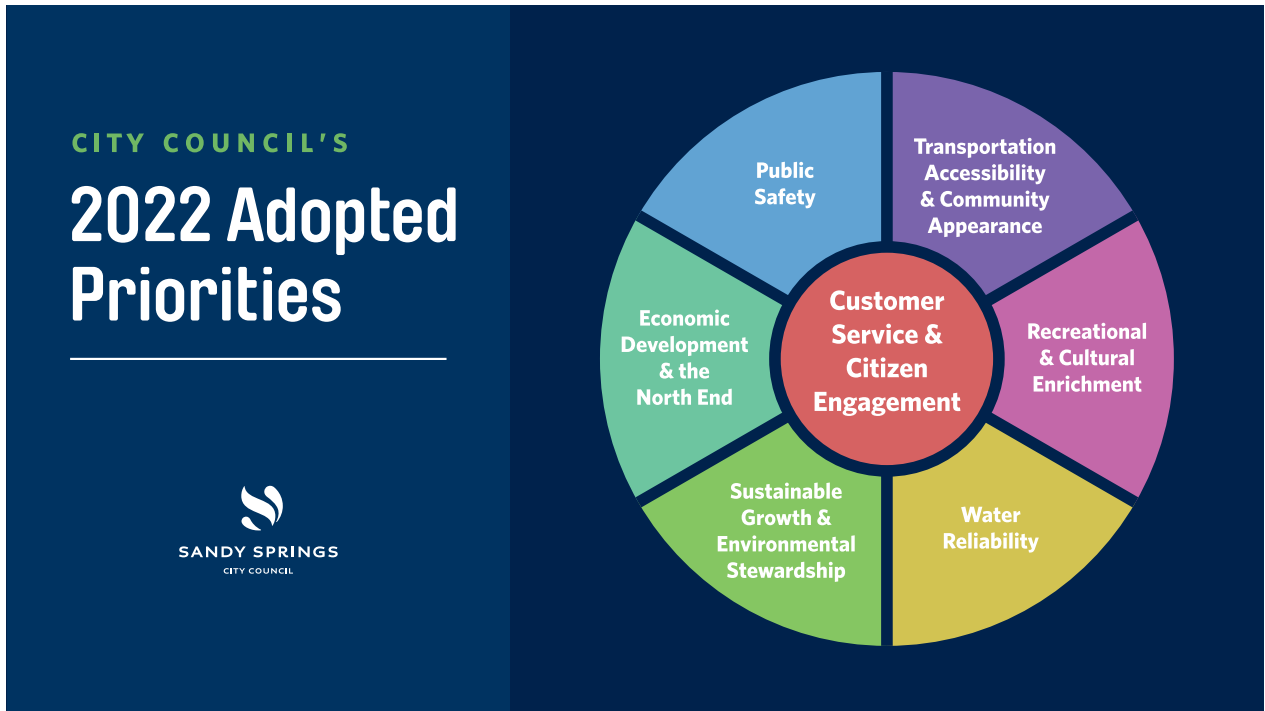 CITY COUNCIL'S
2022 Adopted
Priorities
SANDY SPRINGS
CITY COUNCIL
Public
Safety
Transportation
Accessibility
& Community
Appearance
Economic
Development
& the
North End
Customer
Service &
Citizen
Engagement
Recreational
& Cultural
Enrichment
Sustainable
Growth &
Environmental
Stewardship
Water
Reliability